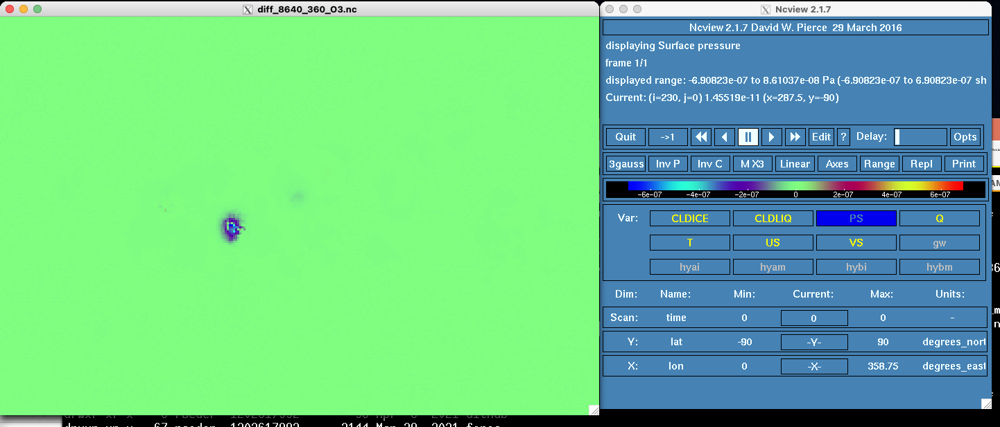 diff_8640_360_O3.nc
Ncview 2.1.7
Ncview 2.1.7 David W. Pierce  29 March 2016
displaying Surface pressure
frame 1/1
displayed range: -6.90823e-07 to 8.61037e-08 Pa (-6.90823e-07 to 6.90823e-07 sh
Current: (i=230, j=0) 1.45519e-11 (x=287.5, y=-90)
Quit ->1 Edit ? Delay: Opts
3gauss Inv P Inv C M X3 Linear Axes Range Repl Print
-6e-07 -4e-07 -2e-07 0 2e-07 4e-07 6e-07
Var: CLDICE CLDLIQ PS Q
T US VS gw
hyai hyam hybi hybm
Dim: Name: Min: Current: Max: Units:
Scan: time 0 0 0 -
Y: lat -90 -Y- 90 degrees_nort
X: lon 0 -X- 358.75 degrees_east